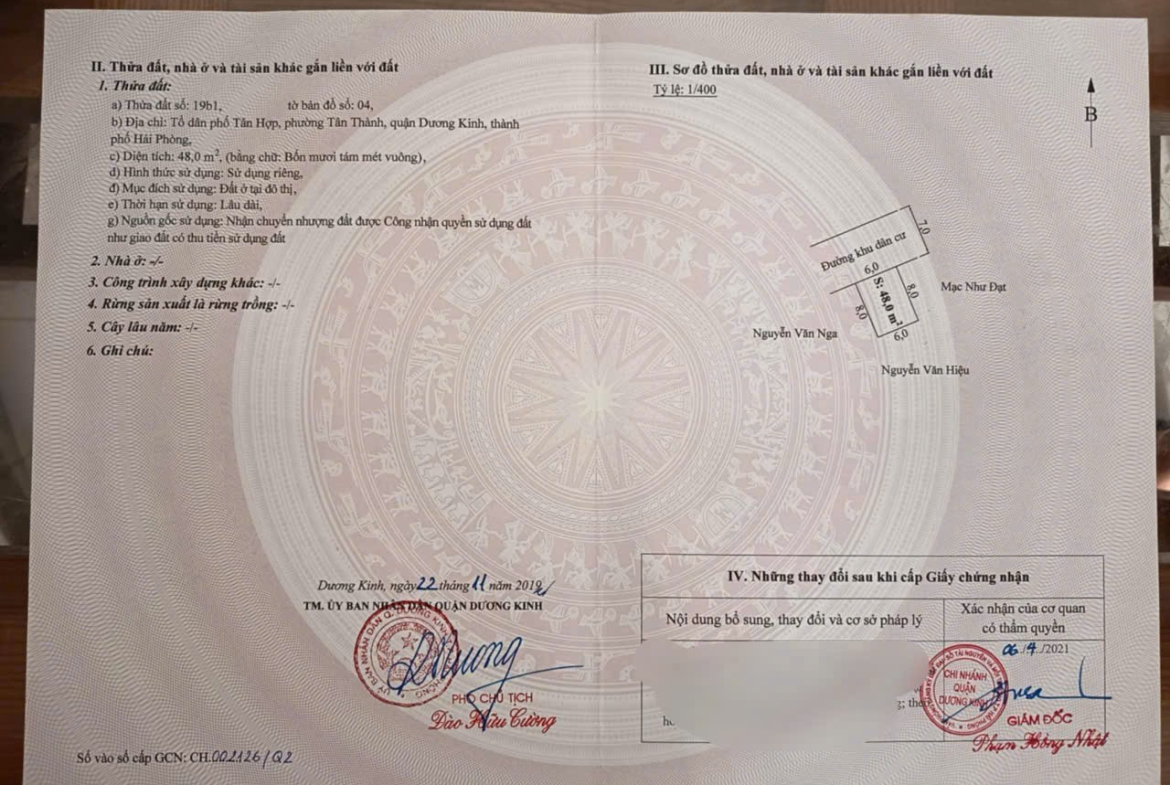 II. Thửa đất, nhà ở và tài sản khác gắn liền với đất
1. Thửa đất:
a) Thửa đất số: 19b1, tờ bản đồ số: 04,
b) Địa chỉ: Tổ dân phố Tân Hợp, phường Tân Thành, quận Dương Kinh, thành
phố Hải Phòng,
c) Diện tích: 48,0 m², (bằng chữ: Bốn mươi tám mét vuông),
d) Hình thức sử dụng: Sử dụng riêng,
đ) Mục đích sử dụng: Đất ở tại đô thị,
e) Thời hạn sử dụng: Lâu dài,
g) Nguồn gốc sử dụng: Nhận chuyển nhượng đất được Công nhận quyền sử dụng đất
như giao đất có thu tiền sử dụng đất
2. Nhà ở: -/-
3. Công trình xây dựng khác: -/-
4. Rừng sản xuất là rừng trồng: -/-
5. Cây lâu năm: -/-
6. Ghi chú:
Dương Kinh, ngày 22 tháng 11 năm 2019
TM. ỦY BAN NHÂN DÂN QUẬN DƯƠNG KINH
PHÓ CHỦ TỊCH
Đào Hữu Cường
Số vào sổ cấp GCN: CH.002126/Q2
III. Sơ đồ thửa đất, nhà ở và tài sản khác gắn liền với đất
Tỷ lệ: 1/400
B
7,0
Đường khu dân cư
6,0
S: 48,0 m²
8,0
8,0
6,0
Mạc Như Đạt
Nguyễn Văn Nga
Nguyễn Văn Hiệu
IV. Những thay đổi sau khi cấp Giấy chứng nhận
Nội dung bổ sung, thay đổi và cơ sở pháp lý
Xác nhận của cơ quan
có thẩm quyền
06/4/2021
CHI NHÁNH
QUẬN
DƯƠNG KINH
GIÁM ĐỐC
Phạm Hồng Nhật